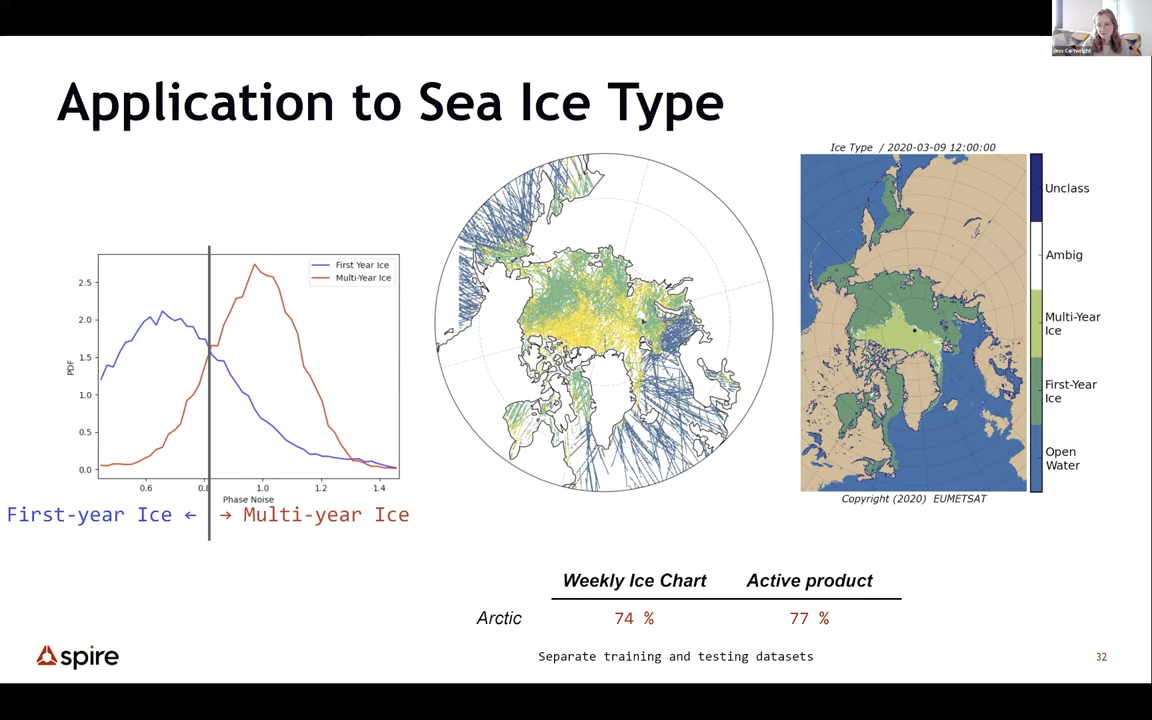 Jess Cartwright
Application to Sea Ice Type
PDF
2.5
2.0
1.5
1.0
0.5
0.0
0.6
0.8
1.0
1.2
1.4
Phase Noise
First Year Ice
Multi-Year Ice
First-year Ice ←
→ Multi-year Ice
Ice Type / 2020-03-09 12:00:00
Unclass
Ambig
Multi-Year
Ice
First-Year
Ice
Open
Water
Copyright (2020) EUMETSAT
Weekly Ice Chart Active product
Arctic 74 % 77 %
spire
Separate training and testing datasets
32